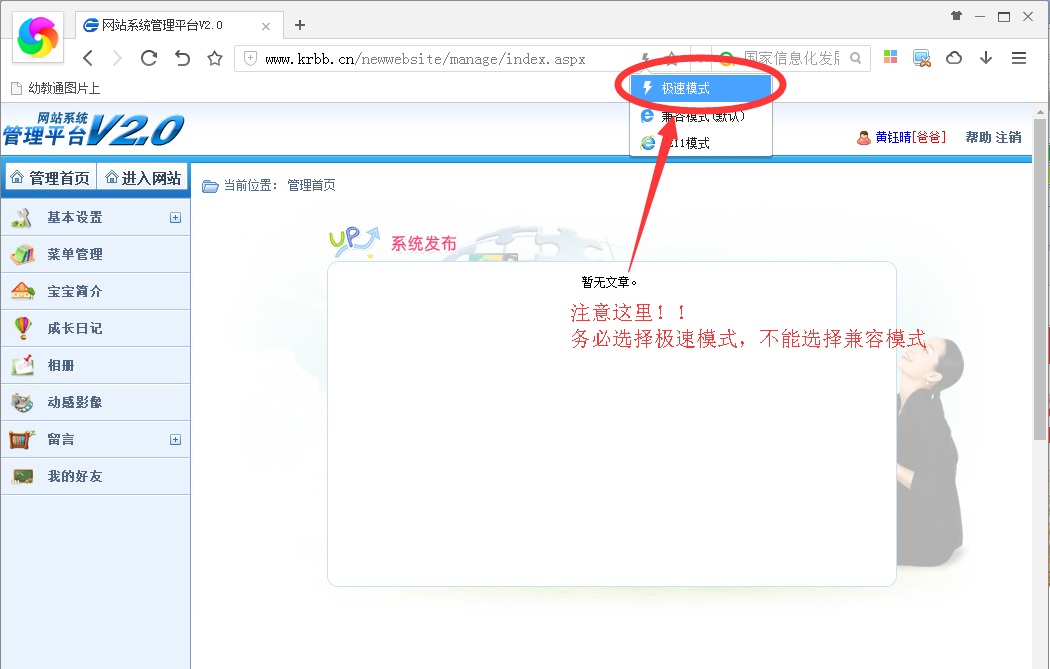 网站系统管理平台V2.0
www.krbb.cn/newwebsite/manage/index.aspx
国家信息化发
幼教通图片上
极速模式
兼容模式(默认)
11模式
网站系统
管理平台V2.0
黄钰晴[爸爸] 帮助 注销
管理首页 进入网站
当前位置: 管理首页
基本设置
菜单管理
宝宝简介
成长日记
相册
动感影像
留言
我的好友
UP 系统发布
暂无文章。
注意这里！！
务必选择极速模式，不能选择兼容模式